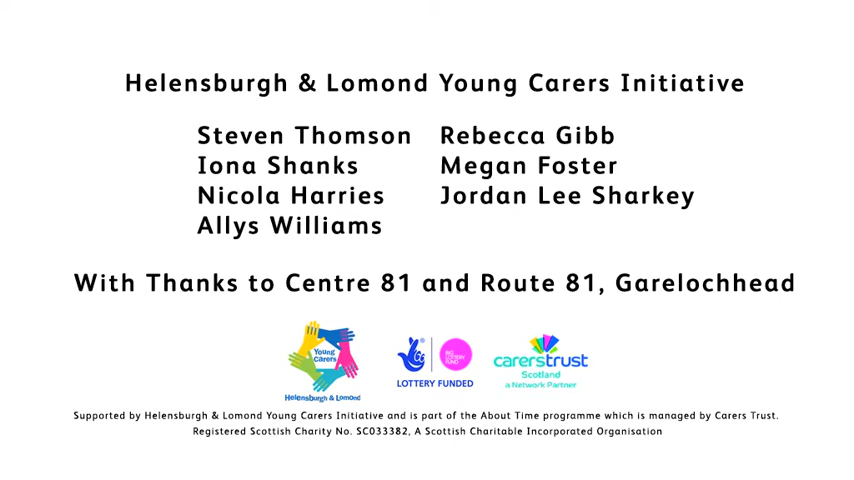 Helensburgh & Lomond Young Carers Initiative
Steven Thomson Rebecca Gibb
Iona Shanks Megan Foster
Nicola Harries Jordan Lee Sharkey
Allys Williams
With Thanks to Centre 81 and Route 81, Garelochhead
Young
Carers
Helensburgh & Lomond
BIG
LOTTERY
FUND
LOTTERY FUNDED
carerstrust
Scotland
a Network Partner
Supported by Helensburgh & Lomond Young Carers Initiative and is part of the About Time programme which is managed by Carers Trust.
Registered Scottish Charity No. SC033382, A Scottish Charitable Incorporated Organisation